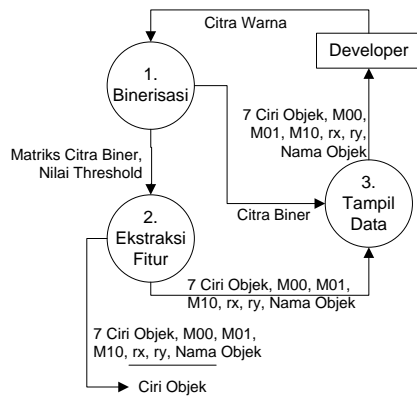 Citra Warna
Developer
1.
Binerisasi
7 Ciri Objek, M00,
M01, M10, rx, ry,
Nama Objek
Matriks Citra Biner,
Nilai Threshold
3.
Tampil
Data
Citra Biner
2.
Ekstraksi
Fitur
7 Ciri Objek, M00, M01,
M10, rx, ry, Nama Objek
7 Ciri Objek, M00, M01,
M10, rx, ry, Nama Objek
Ciri Objek